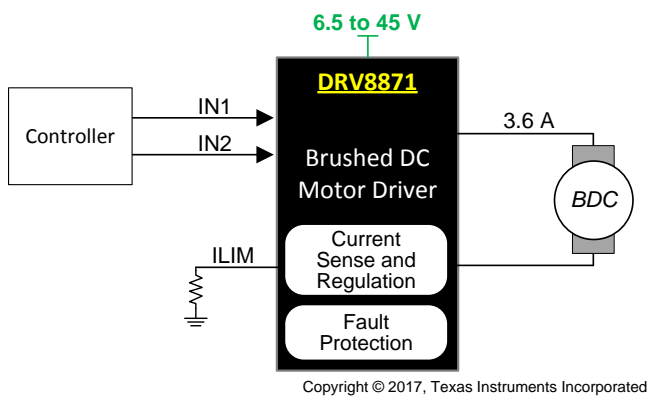 6.5 to 45 V
DRV8871
IN1
Controller
IN2
3.6 A
Brushed DC
Motor Driver
BDC
ILIM
Current
Sense and
Regulation
Fault
Protection
Copyright © 2017, Texas Instruments Incorporated